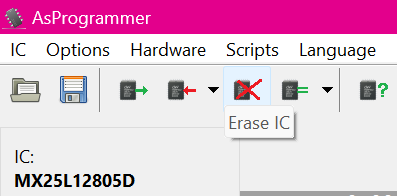 AsProgrammer
IC Options Hardware Scripts Language
Erase IC
IC:
MX25L12805D